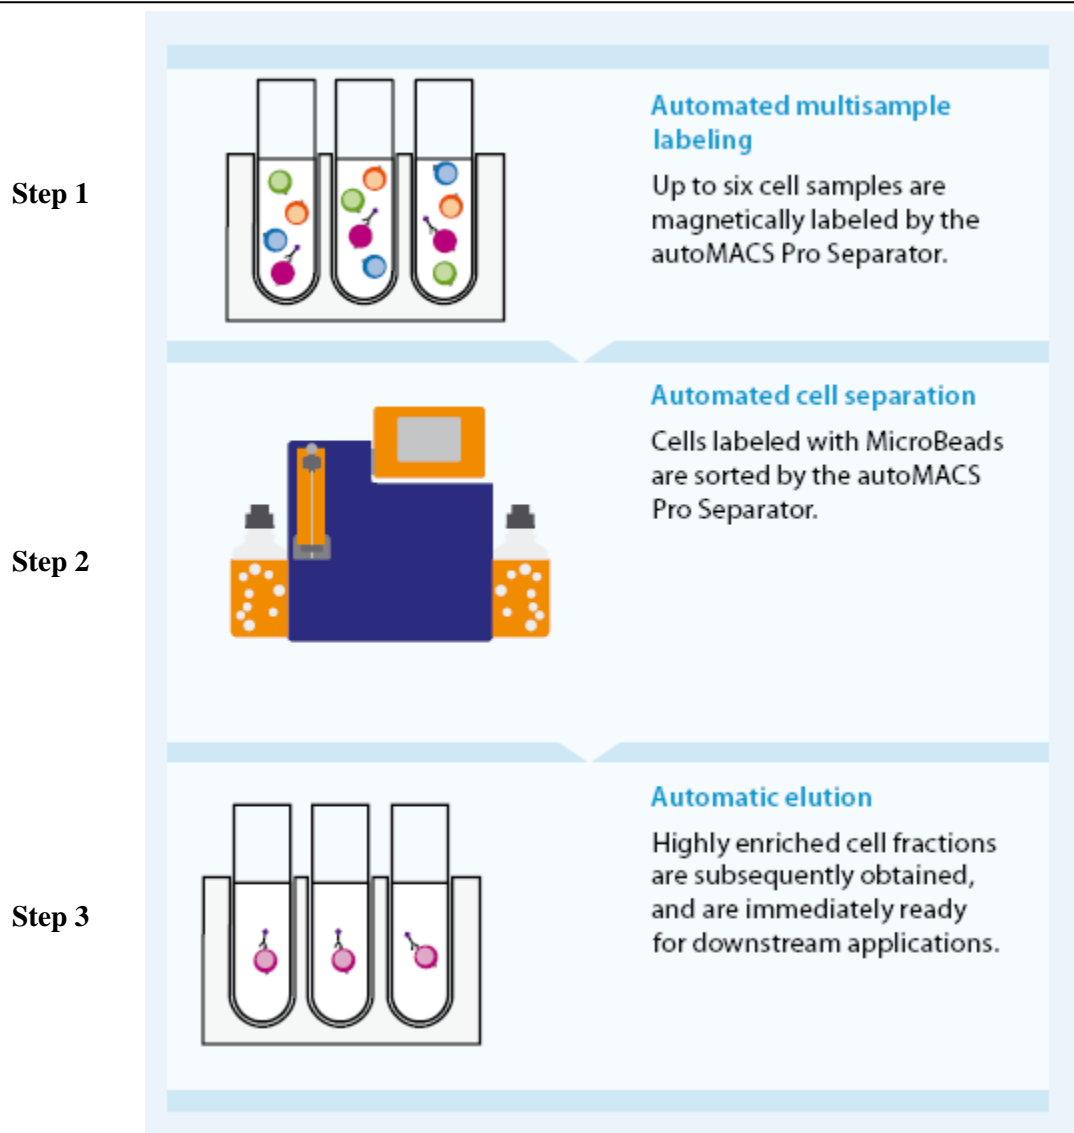 Step 1
Automated multisample
labeling
Up to six cell samples are
magnetically labeled by the
autoMACS Pro Separator.
Step 2
Automated cell separation
Cells labeled with MicroBeads
are sorted by the autoMACS
Pro Separator.
Step 3
Automatic elution
Highly enriched cell fractions
are subsequently obtained,
and are immediately ready
for downstream applications.